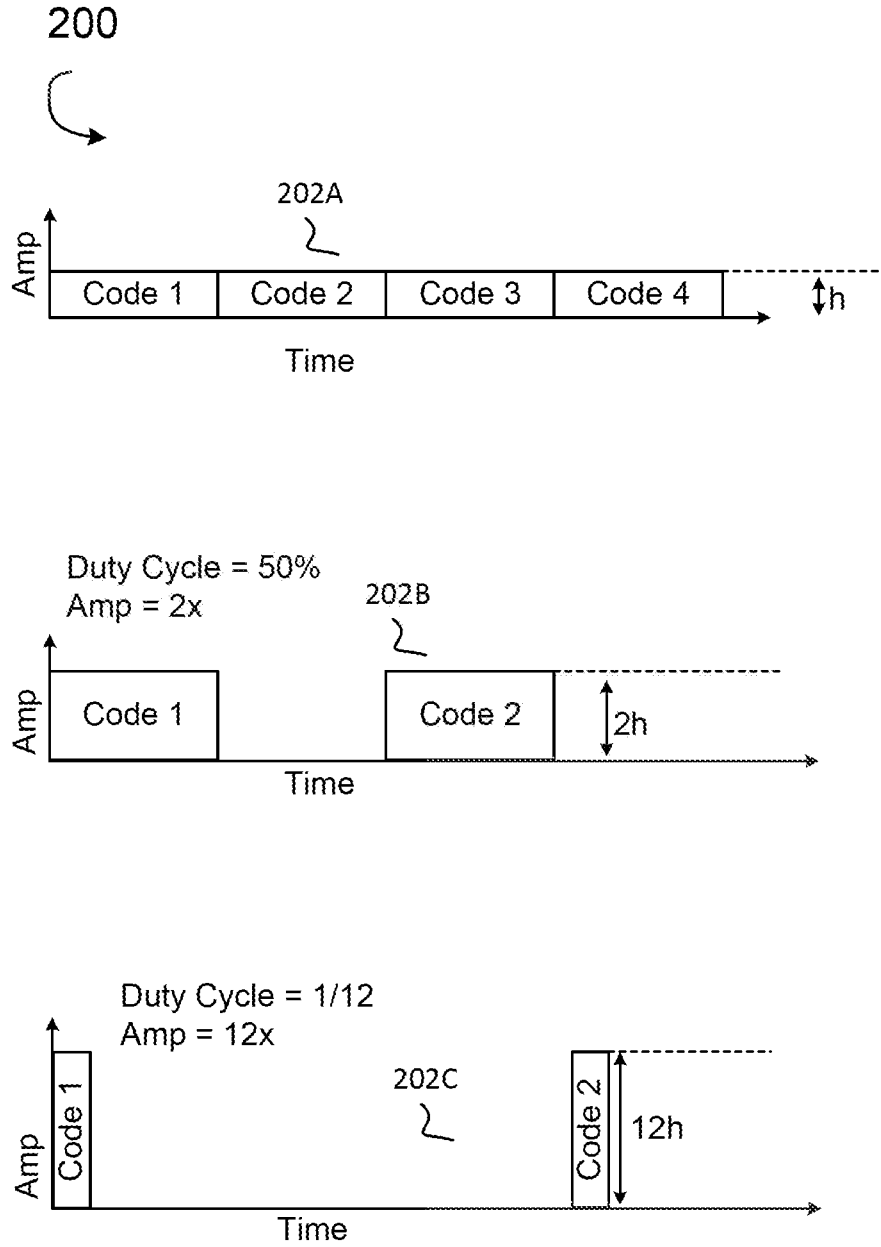 200
202A
Amp
Code 1 Code 2 Code 3 Code 4
h
Time
Duty Cycle = 50%
Amp = 2x
202B
Amp
Code 1 Code 2
2h
Time
Duty Cycle = 1/12
Amp = 12x
202C
Amp
Code 1
Code 2
12h
Time